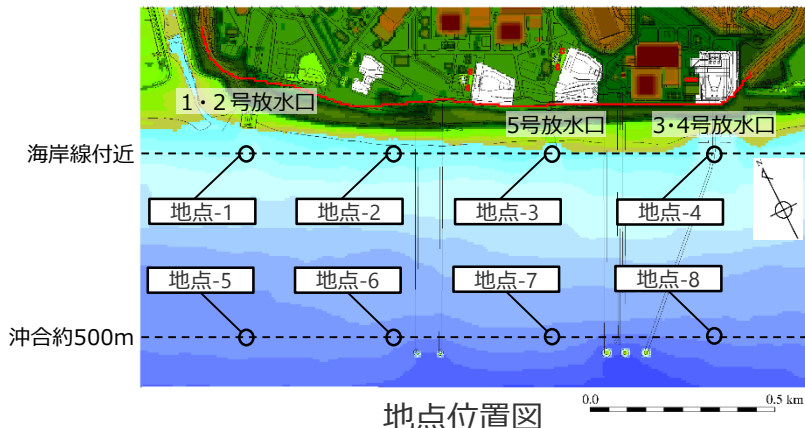 1・2号放水口
5号放水口
3・4号放水口
海岸線付近
地点-1
地点-2
地点-3
地点-4
N
地点-5
地点-6
地点-7
地点-8
沖合約500m
0.0
0.5 km
地点位置図